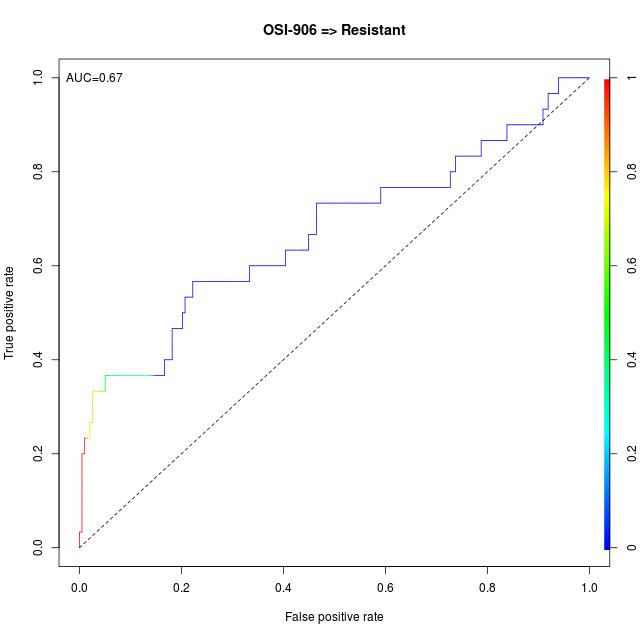 OSI-906 => Resistant
AUC=0.67
True positive rate
1.0
0.8
0.6
0.4
0.2
0.0
1
0.8
0.6
0.4
0.2
0
0.0 0.2 0.4 0.6 0.8 1.0
False positive rate